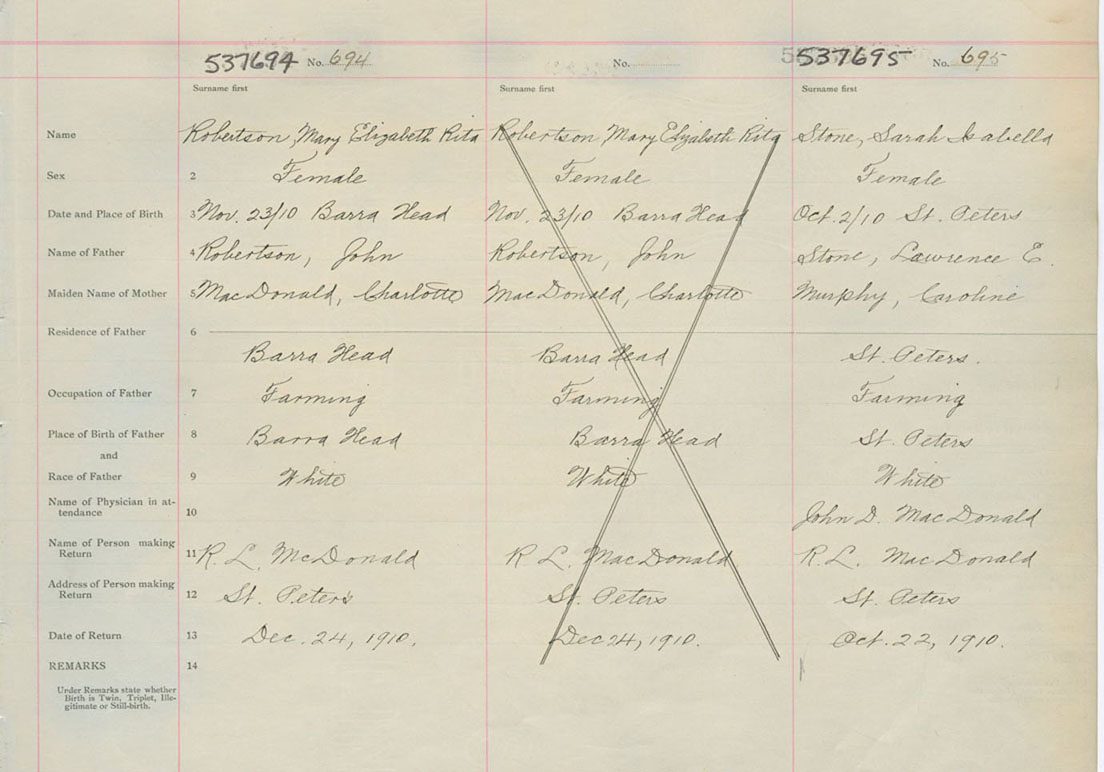 537694 No. 694 No. 537695 No. 695
Surname first Surname first Surname first
Name Robertson, Mary Elizabeth Rita Robertson Mary Elizabeth Rita Stone, Sarah Isabella
Sex 2 Female Female Female
Date and Place of Birth 3 Nov. 23/10 Barra Head Nov. 23/10 Barra Head Oct. 2/10 St. Peters
Name of Father 4 Robertson, John Robertson, John Stone, Lawrence E.
Maiden Name of Mother 5 MacDonald, Charlotte MacDonald, Charlotte Murphy, Caroline
Residence of Father 6
Barra Head Barra Head St. Peters.
Occupation of Father 7 Farming Farming Farming
Place of Birth of Father 8 Barra Head Barra Head St. Peters
and
Race of Father 9 White White White
Name of Physician in at-
tendance 10 John D. MacDonald
Name of Person making
Return 11 R. L. McDonald R L. MacDonald R. L. MacDonald
Address of Person making
Return 12 St. Peters St. Peters St. Peters
Date of Return 13 Dec. 24, 1910. Dec 24, 1910. Oct. 22, 1910.
REMARKS 14
Under Remarks state whether
Birth is Twin, Triplet, Ille-
gitimate or Still-birth.